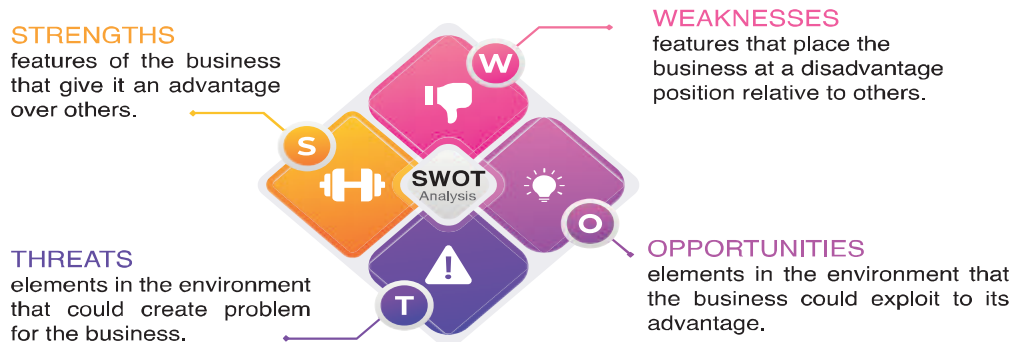 STRENGTHS
features of the business
that give it an advantage
over others.
WEAKNESSES
features that place the
business at a disadvantage
position relative to others.
S
W
SWOT
Analysis
O
T
THREATS
elements in the environment
that could create problem
for the business.
OPPORTUNITIES
elements in the environment that
the business could exploit to its
advantage.